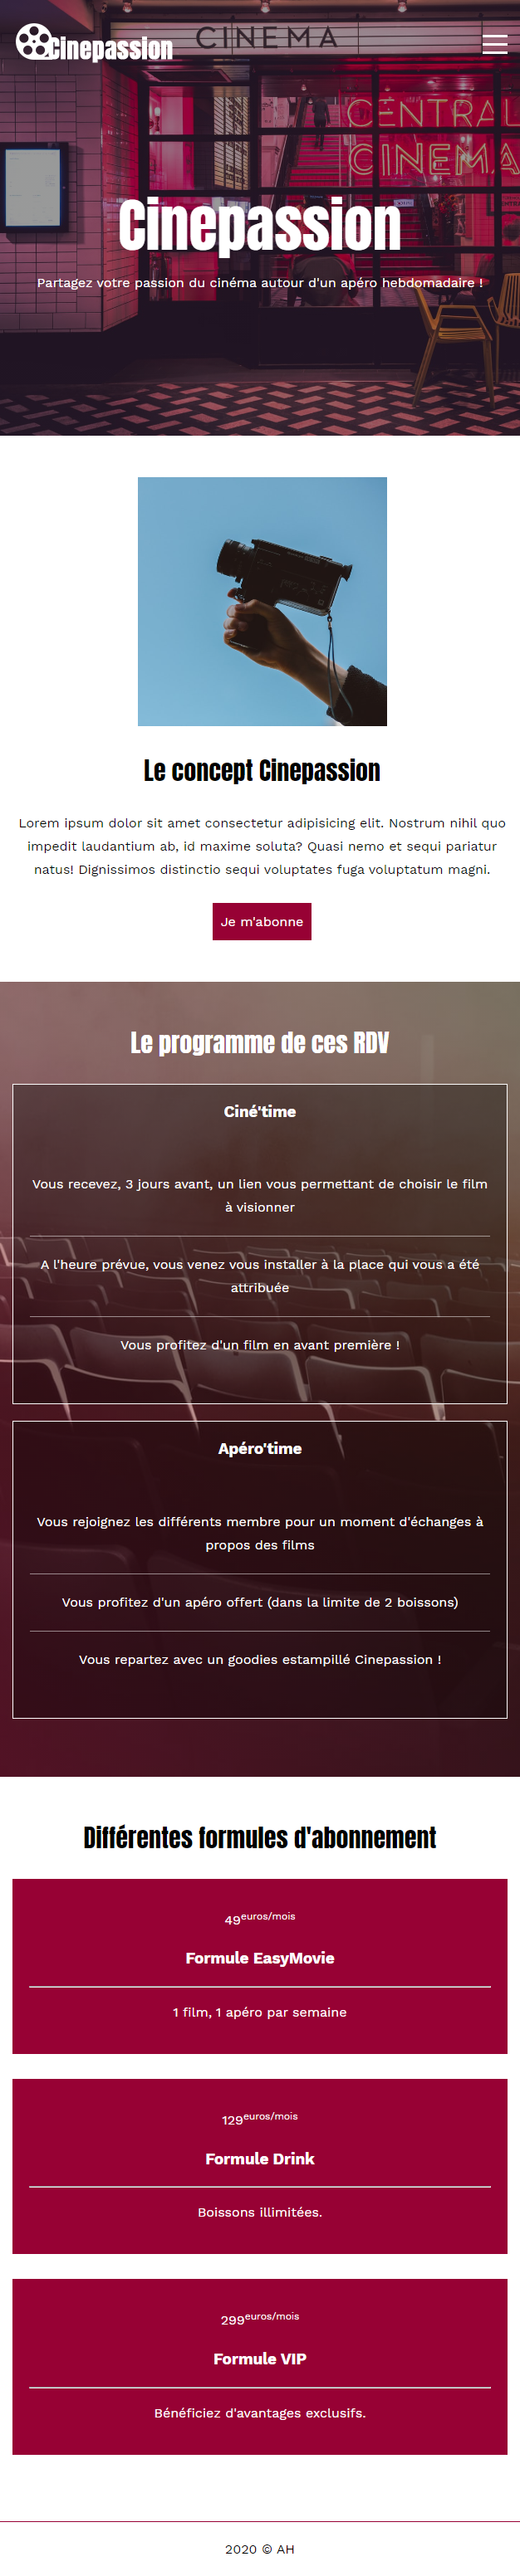 Cinepassion
CINEMA
CENTRAL
CINEMA
Cinepassion
Partagez votre passion du cinéma autour d'un apéro hebdomadaire !
Le concept Cinepassion
Lorem ipsum dolor sit amet consectetur adipisicing elit. Nostrum nihil quo
impedit laudantium ab, id maxime soluta? Quasi nemo et sequi pariatur
natus! Dignissimos distinctio sequi voluptates fuga voluptatum magni.
Je m'abonne
Le programme de ces RDV
Ciné'time
Vous recevez, 3 jours avant, un lien vous permettant de choisir le film
à visionner
A l'heure prévue, vous venez vous installer à la place qui vous a été
attribuée
Vous profitez d'un film en avant première !
Apéro'time
Vous rejoignez les différents membre pour un moment d'échanges à
propos des films
Vous profitez d'un apéro offert (dans la limite de 2 boissons)
Vous repartez avec un goodies estampillé Cinepassion !
Différentes formules d'abonnement
49euros/mois
Formule EasyMovie
1 film, 1 apéro par semaine
129euros/mois
Formule Drink
Boissons illimitées.
299euros/mois
Formule VIP
Bénéficiez d'avantages exclusifs.
2020 © AH